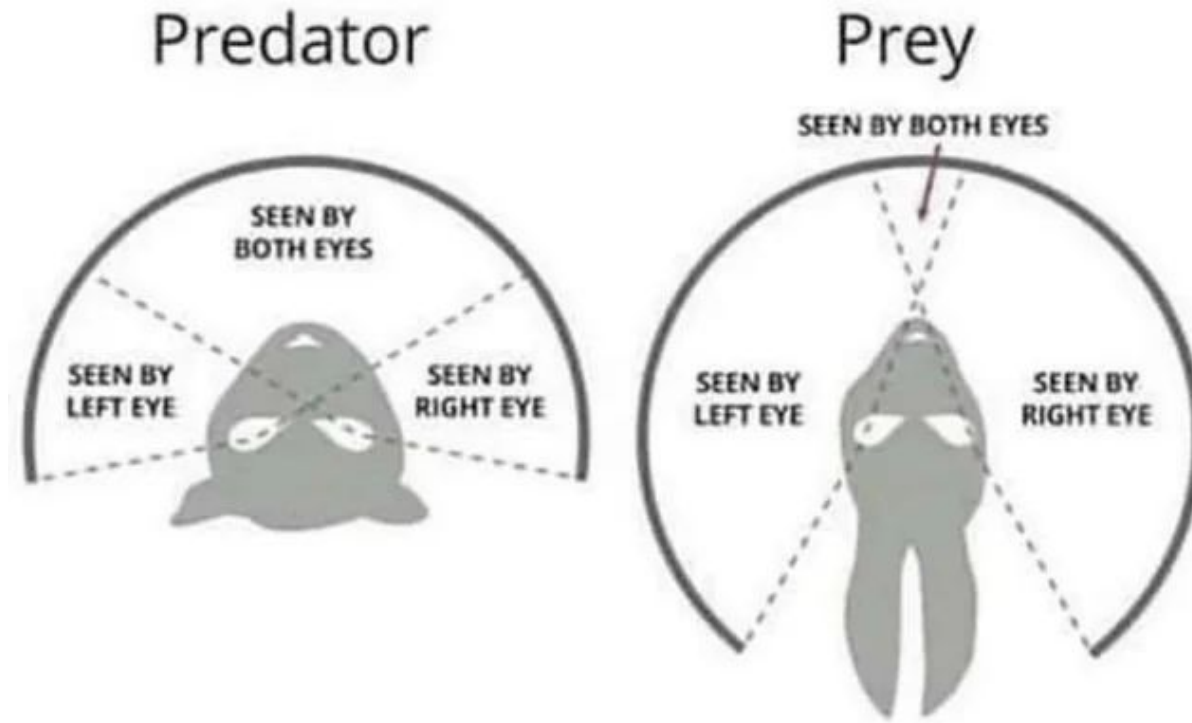 Predator
SEEN BY
BOTH EYES
SEEN BY
LEFT EYE
SEEN BY
RIGHT EYE
Prey
SEEN BY BOTH EYES
SEEN BY
LEFT EYE
SEEN BY
RIGHT EYE